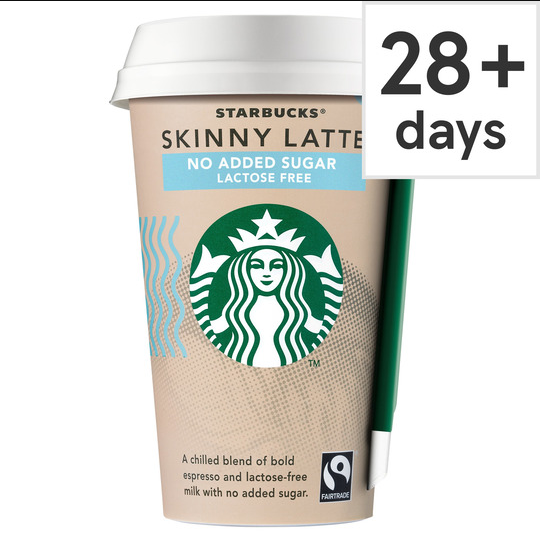 28+
days
STARBUCKS®
SKINNY LATTE
NO ADDED SUGAR
LACTOSE FREE
TM
A chilled blend of bold
espresso and lactose-free
milk with no added sugar.
FAIRTRADE